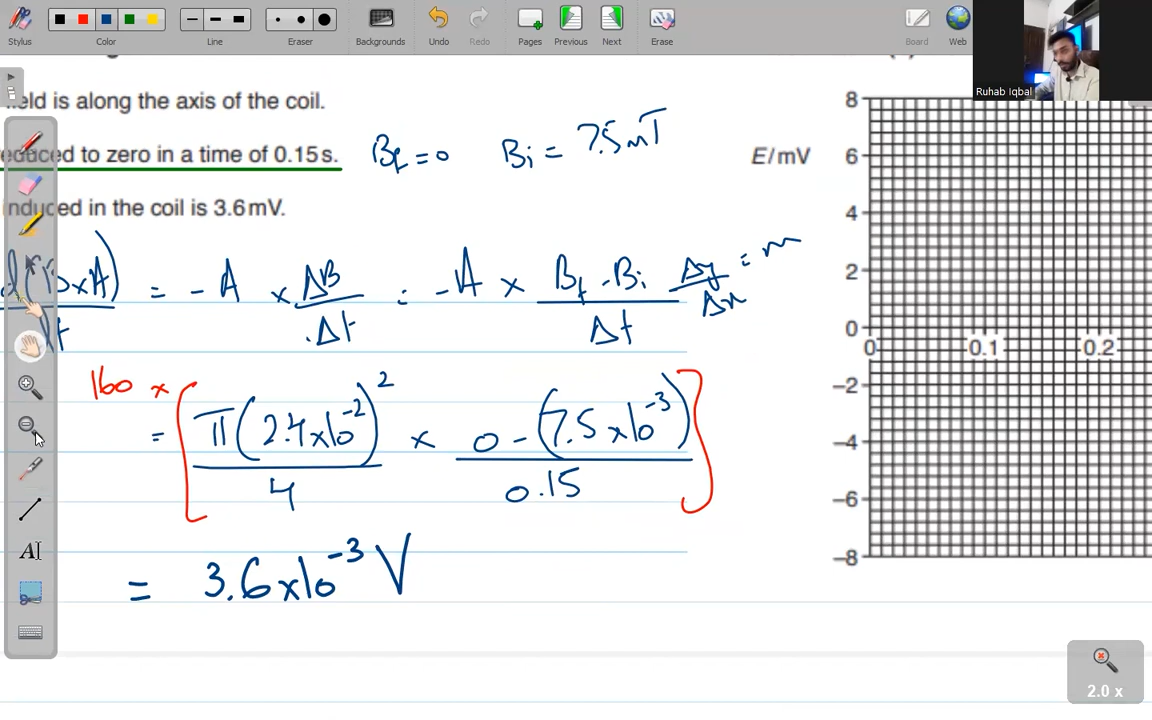 Stylus Color Line Eraser Backgrounds Undo Redo Pages Previous Next Erase Board Web
Ruhab Iqbal
field is along the axis of the coil.
educed to zero in a time of 0.15 s. Bf = 0 Bi = 7.5 mT
induced in the coil is 3.6 mV.
= - A × ΔB/Δt = - A × Bf - Bi/Δt Δy/Δx = m
160 ×
= [π(2.4×10⁻²)²/4 × 0 - (7.5×10⁻³)/0.15]
= 3.6×10⁻³ V
E/mV
8
6
4
2
0
0 0.1 0.2
-2
-4
-6
-8
A
2.0 x